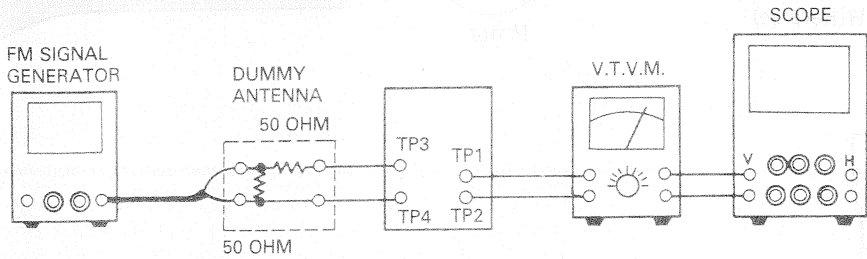 SCOPE
FM SIGNAL
GENERATOR
DUMMY
ANTENNA
V.T.V.M.
50 OHM
TP3
TP1
V
H
TP4
TP2
50 OHM